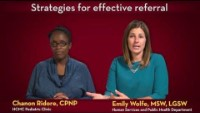 Strategies for effective referral
Chanon Ridore, CPNP
HCMC Pediatric Clinic
Emily Wolfe, MSW, LGSW
Human Services and Public Health Department